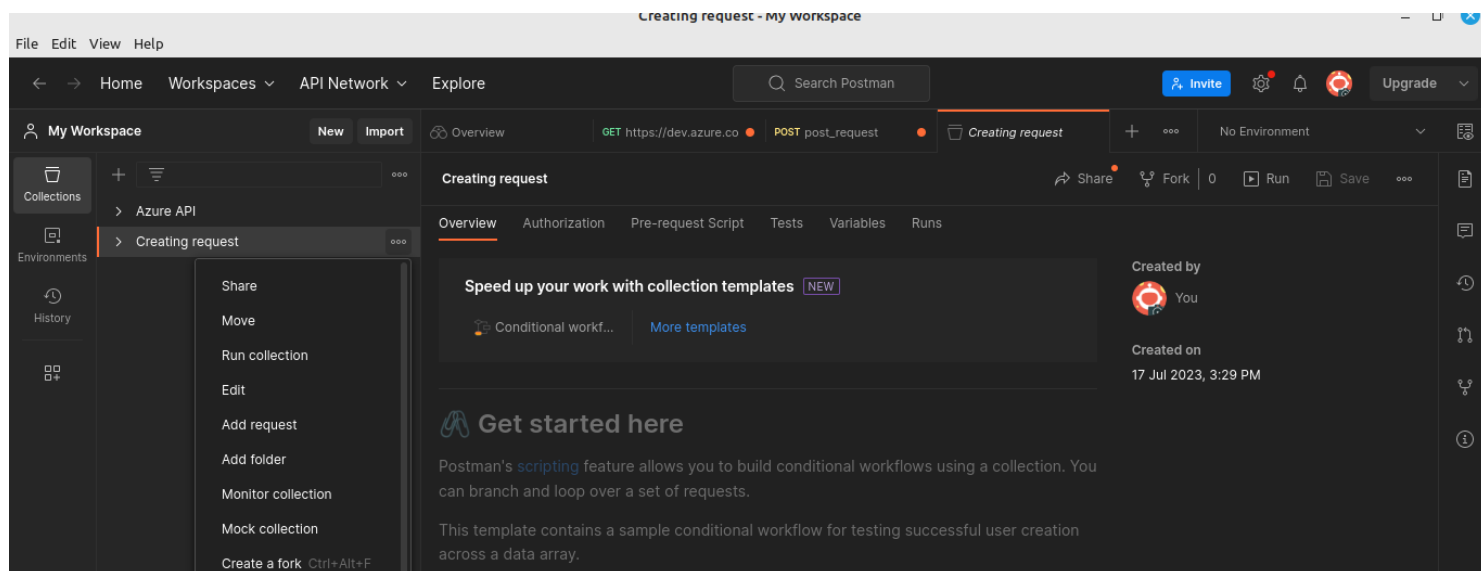 Creating request - My Workspace
File Edit View Help
Home Workspaces API Network Explore Search Postman Invite Upgrade
My Workspace New Import Overview GET https://dev.azure.co POST post_request Creating request No Environment
Collections
Creating request Share Fork 0 Run Save
Azure API
Overview Authorization Pre-request Script Tests Variables Runs
Creating request
Environments
Created by
Share
Speed up your work with collection templates NEW
You
History
Move
Conditional workf... More templates
Run collection
Created on
17 Jul 2023, 3:29 PM
Edit
Add request
Get started here
Add folder
Postman's scripting feature allows you to build conditional workflows using a collection. You
can branch and loop over a set of requests.
Monitor collection
Mock collection
This template contains a sample conditional workflow for testing successful user creation
across a data array.
Create a fork Ctrl+Alt+F